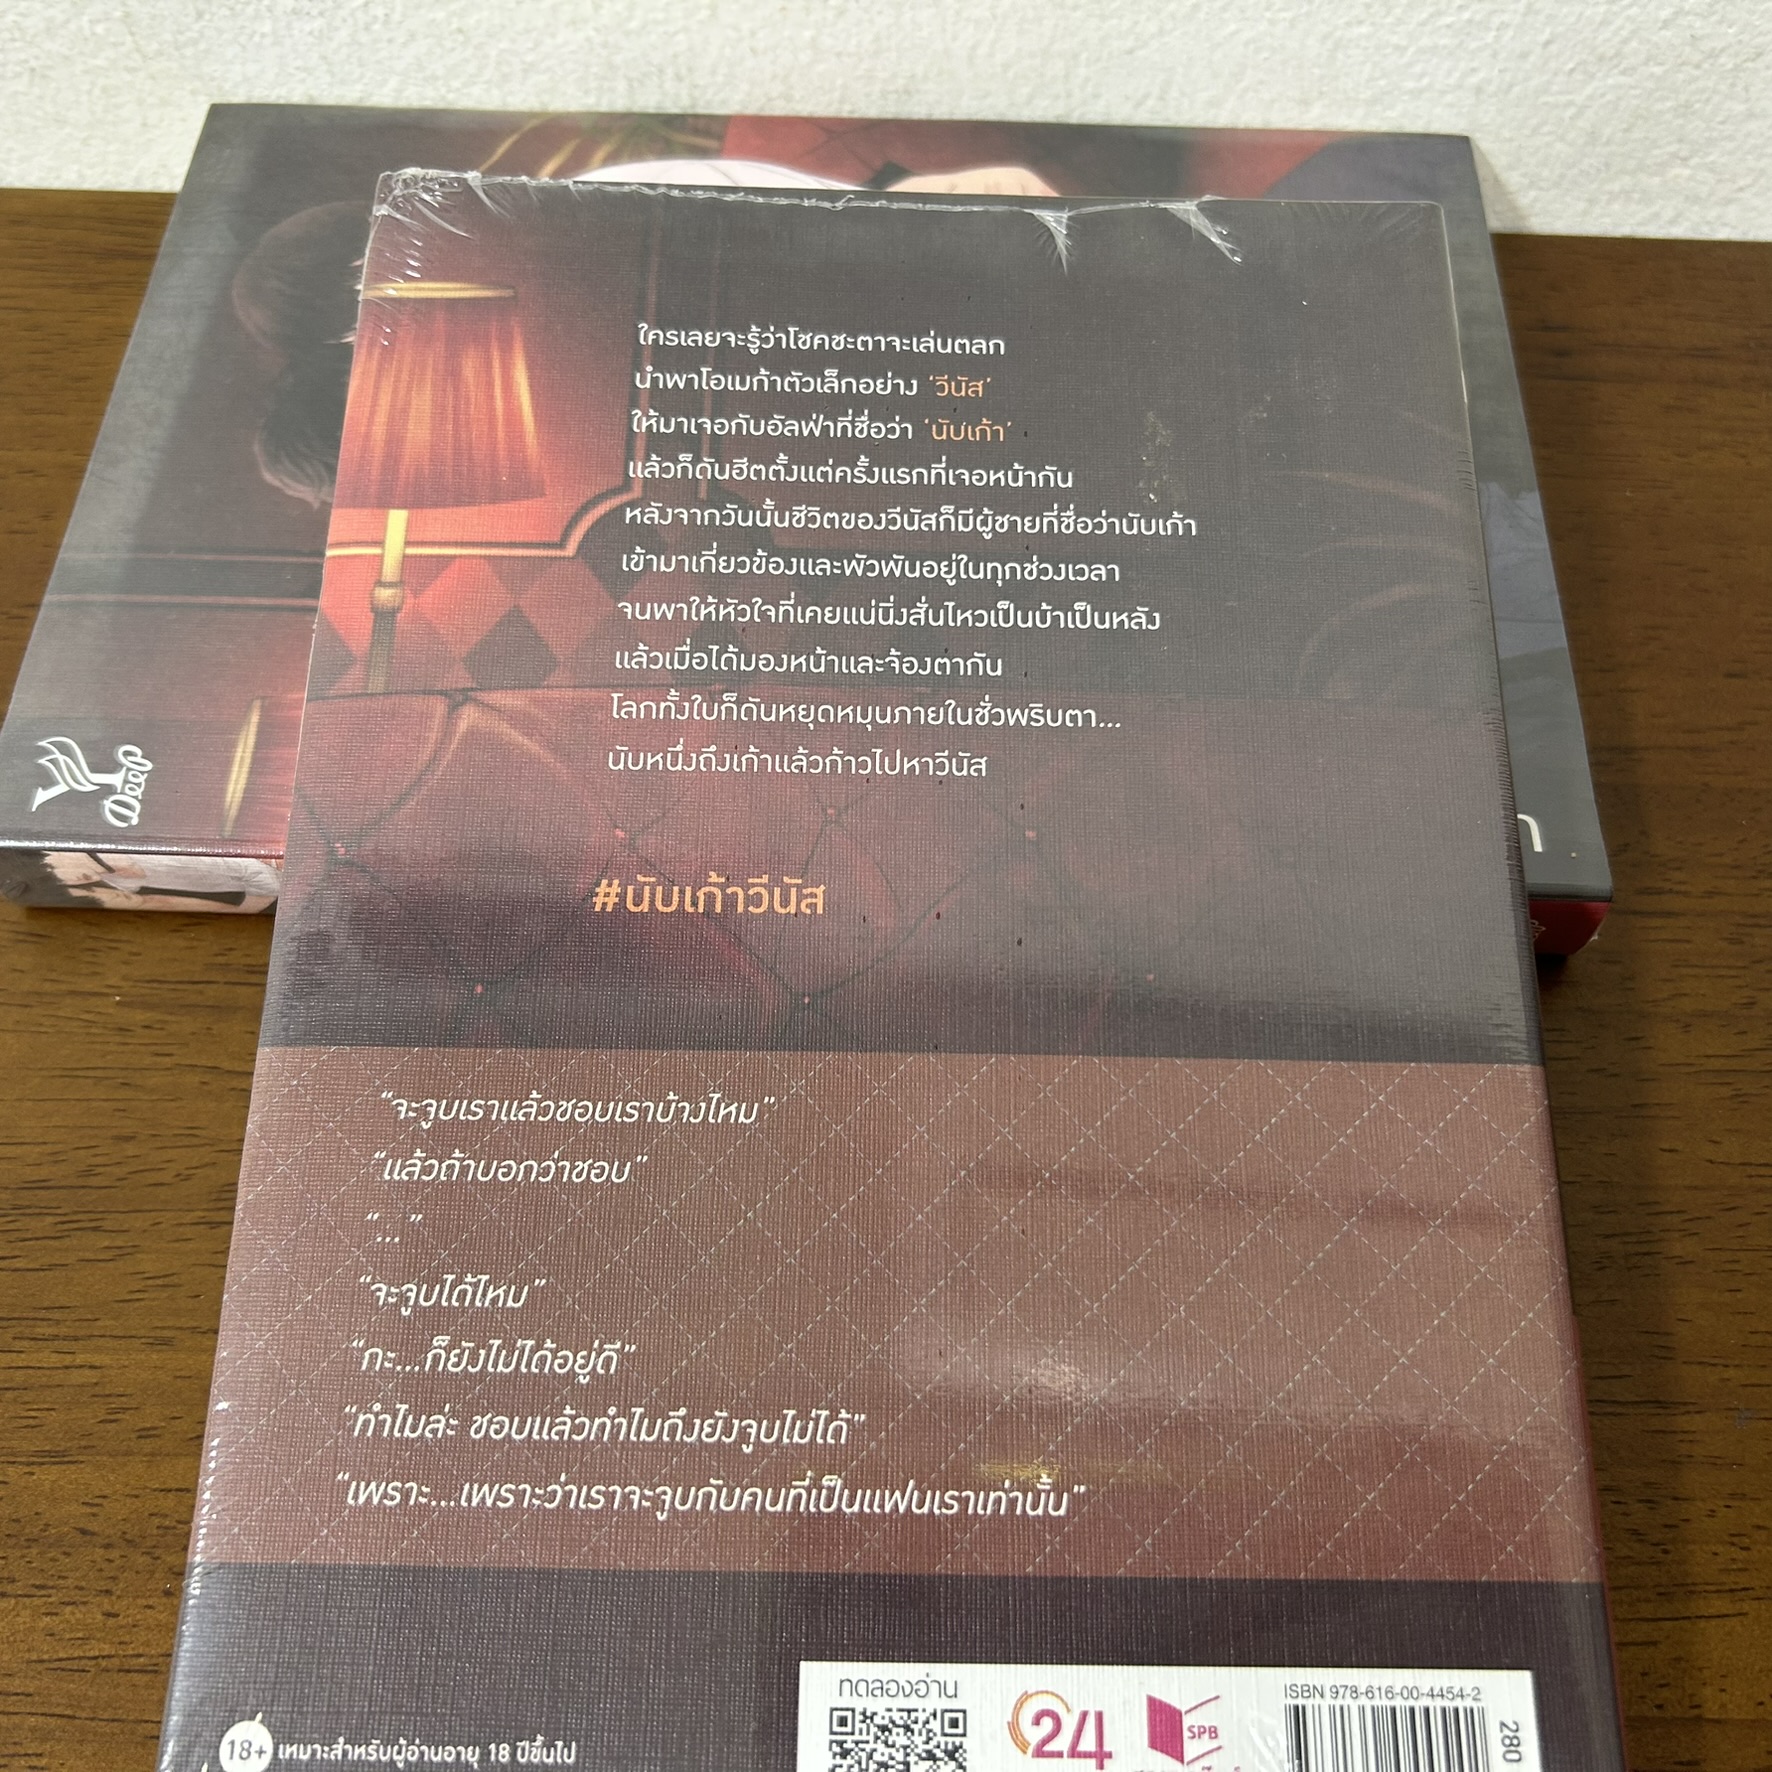 ใครเลยจะรู้ว่าโชคชะตาจะเล่นตลก
นำพาโอเมก้าตัวเล็กอย่าง ‘วีนัส’
ให้มาเจอกับอัลฟ่าที่ชื่อว่า ‘นับเก้า’
แล้วก็ดันฮีตตั้งแต่ครั้งแรกที่เจอหน้ากัน
หลังจากวันนั้นชีวิตของวีนัสก็มีผู้ชายที่ชื่อว่านับเก้า
เข้ามาเกี่ยวข้องและพัวพันอยู่ในทุกช่วงเวลา
จนพาให้หัวใจที่เคยแน่นิ่งสั่นไหวเป็นบ้าเป็นหลัง
แล้วเมื่อได้มองหน้าและจ้องตากัน
โลกทั้งใบก็ดันหยุดหมุนภายในชั่วพริบตา...
นับหนึ่งถึงเก้าแล้วก้าวไปหาวีนัส
Deep
#นับเก้าวีนัส
“จะจูบเราแล้วชอบเราบ้างไหม”
“แล้วถ้าบอกว่าชอบ”
“...”
“จะจูบได้ไหม”
“กะ...ก็ยังไม่ได้อยู่ดี”
“ทำไมล่ะ ชอบแล้วทำไมถึงยังจูบไม่ได้”
“เพราะ...เพราะว่าเราจะจูบกับคนที่เป็นแฟนเราเท่านั้น”
18+ เหมาะสำหรับผู้อ่านอายุ 18 ปีขึ้นไป
ทดลองอ่าน
24
SPB
ISBN 978-616-00-4454-2
280